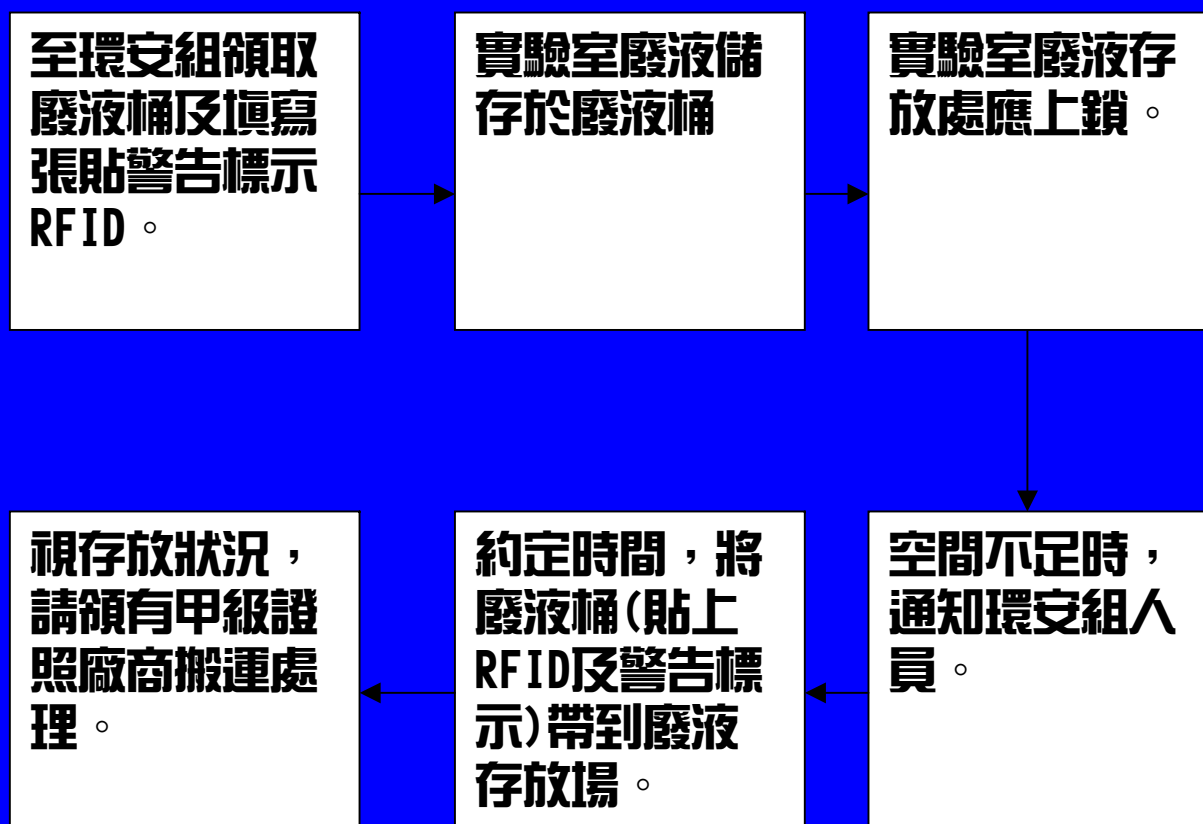 至環安組領取
廢液桶及填寫
張貼警告標示
RFID。
實驗室廢液儲
存於廢液桶
實驗室廢液存
放處應上鎖。
空間不足時，
通知環安組人
員。
約定時間，將
廢液桶(貼上
RFID及警告標
示)帶到廢液
存放場。
視存放狀況，
請領有甲級證
照廠商搬運處
理。